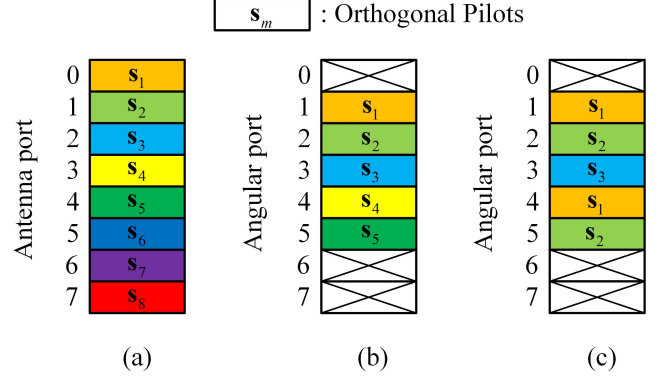 s_m : Orthogonal Pilots
Antenna port
0 s_1
1 s_2
2 s_3
3 s_4
4 s_5
5 s_6
6 s_7
7 s_8
(a)
Angular port
0
1 s_1
2 s_2
3 s_3
4 s_4
5 s_5
6
7
(b)
Angular port
0
1 s_1
2 s_2
3 s_3
4 s_1
5 s_2
6
7
(c)